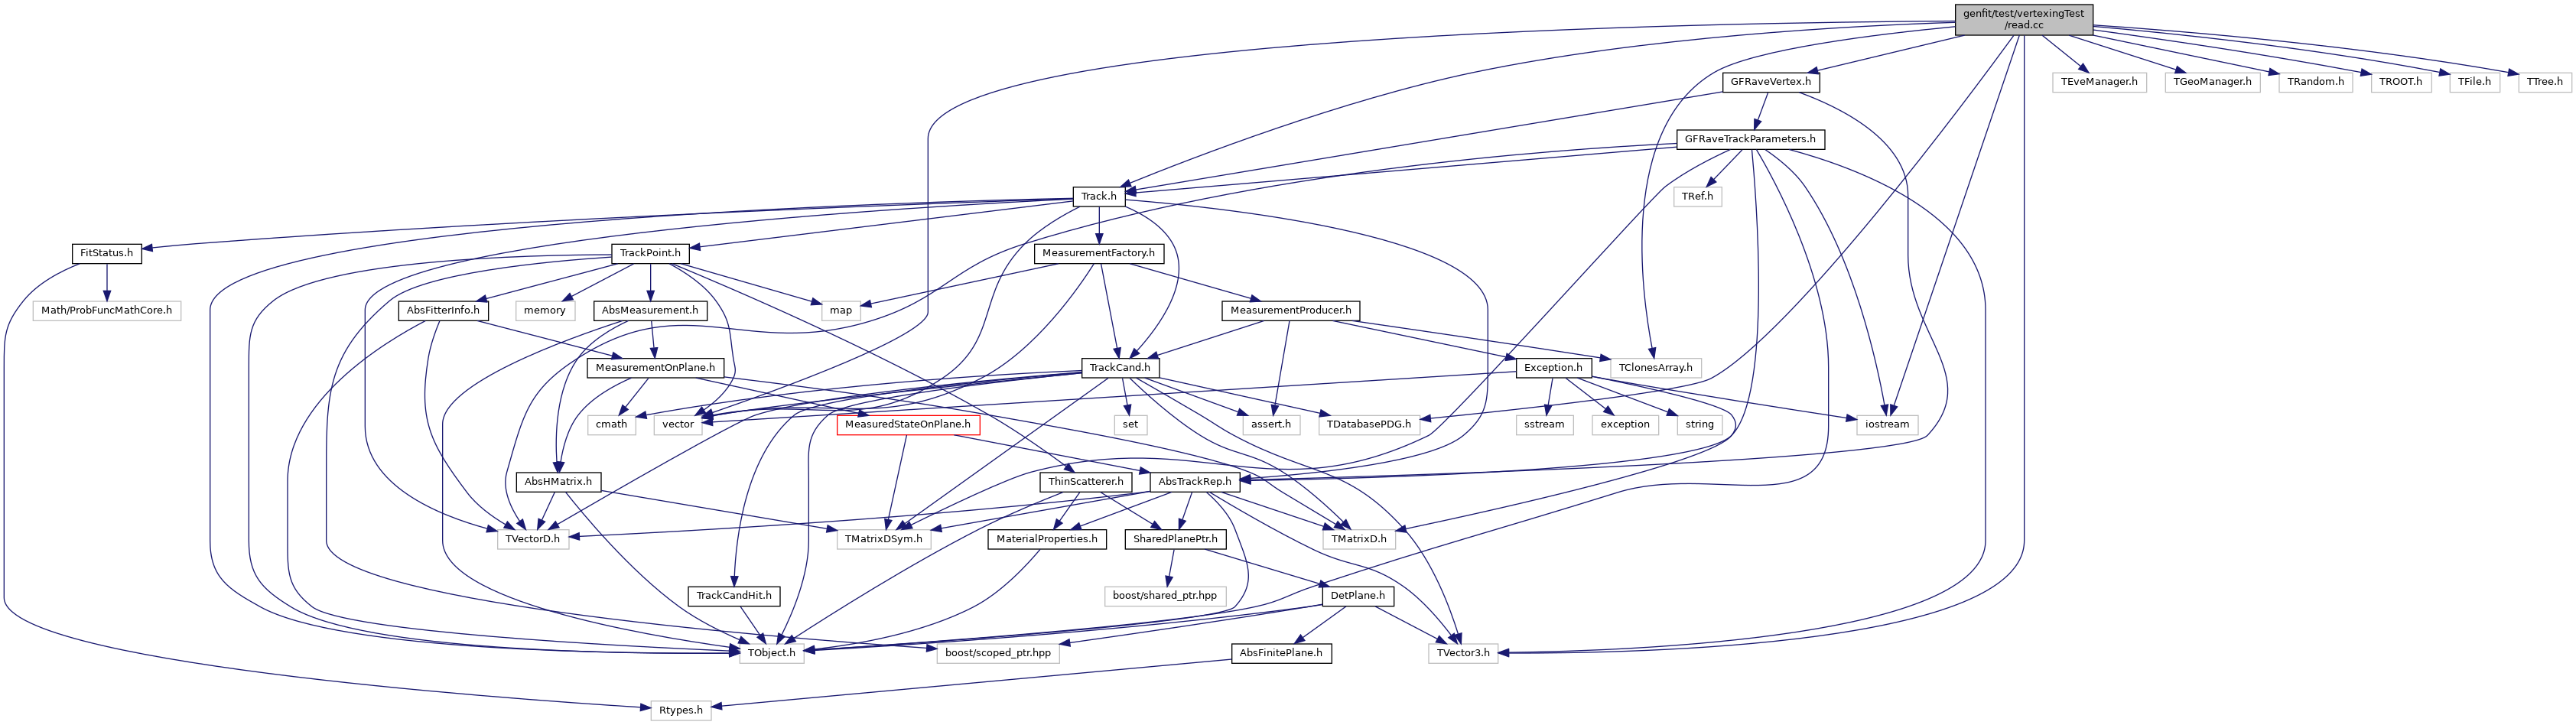 genfit/test/vertexingTest
/read.cc
GFRaveVertex.h
TEveManager.h
TGeoManager.h
TRandom.h
TROOT.h
TFile.h
TTree.h
GFRaveTrackParameters.h
Track.h
TRef.h
FitStatus.h
TrackPoint.h
MeasurementFactory.h
Math/ProbFuncMathCore.h
AbsFitterInfo.h
memory
AbsMeasurement.h
map
MeasurementProducer.h
MeasurementOnPlane.h
TrackCand.h
Exception.h
TClonesArray.h
cmath
vector
MeasuredStateOnPlane.h
set
assert.h
TDatabasePDG.h
sstream
exception
string
iostream
AbsHMatrix.h
ThinScatterer.h
AbsTrackRep.h
TVectorD.h
TMatrixDSym.h
MaterialProperties.h
SharedPlanePtr.h
TMatrixD.h
TrackCandHit.h
boost/shared_ptr.hpp
DetPlane.h
TObject.h
boost/scoped_ptr.hpp
AbsFinitePlane.h
TVector3.h
Rtypes.h